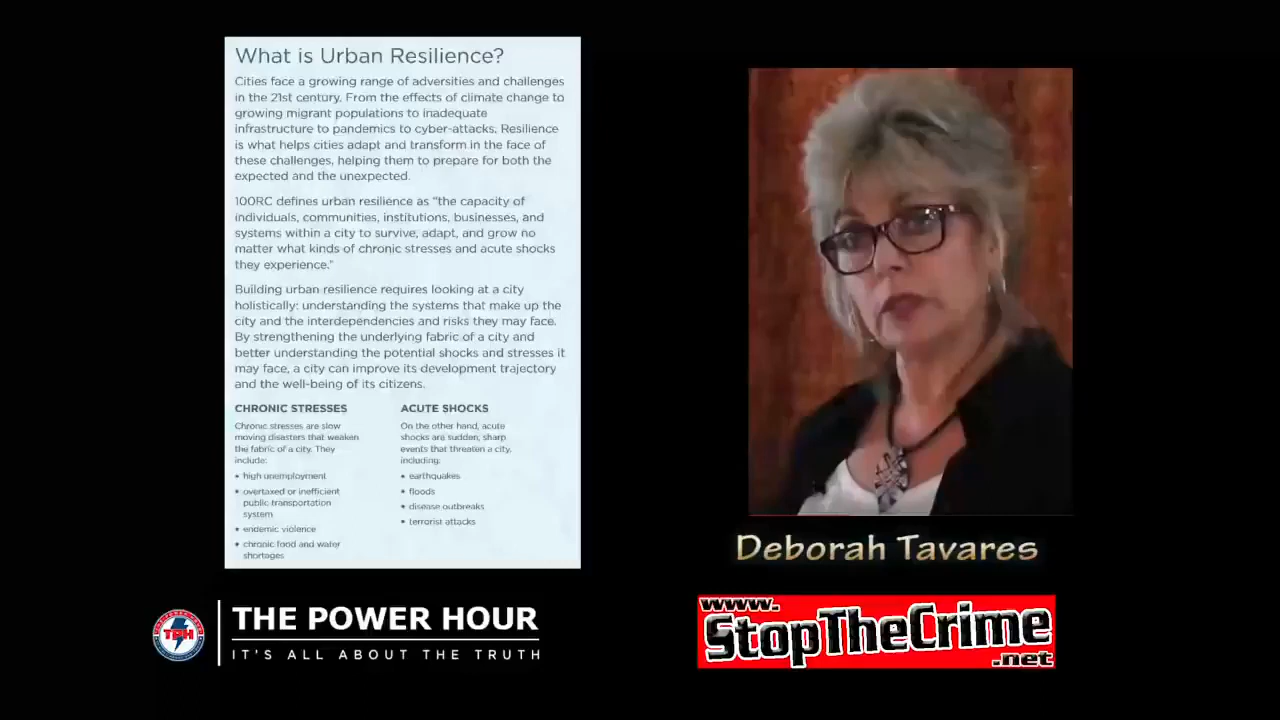 What is Urban Resilience?
Cities face a growing range of adversities and challenges
in the 21st century. From the effects of climate change to
growing migrant populations to inadequate
infrastructure to pandemics to cyber-attacks. Resilience
is what helps cities adapt and transform in the face of
these challenges, helping them to prepare for both the
expected and the unexpected.
100RC defines urban resilience as "the capacity of
individuals, communities, institutions, businesses, and
systems within a city to survive, adapt, and grow no
matter what kinds of chronic stresses and acute shocks
they experience."
Building urban resilience requires looking at a city
holistically: understanding the systems that make up the
city and the interdependencies and risks they may face.
By strengthening the underlying fabric of a city and
better understanding the potential shocks and stresses it
may face, a city can improve its development trajectory
and the well-being of its citizens.
CHRONIC STRESSES
Chronic stresses are slow
moving disasters that weaken
the fabric of a city. They
include:
• high unemployment
• overtaxed or inefficient
public transportation
system
• endemic violence
• chronic food and water
shortages
ACUTE SHOCKS
On the other hand, acute
shocks are sudden, sharp
events that threaten a city,
including:
• earthquakes
• floods
• disease outbreaks
• terrorist attacks
Deborah Tavares
TPH
THE POWER HOUR
IT'S ALL ABOUT THE TRUTH
www.
StopTheCrime
.net